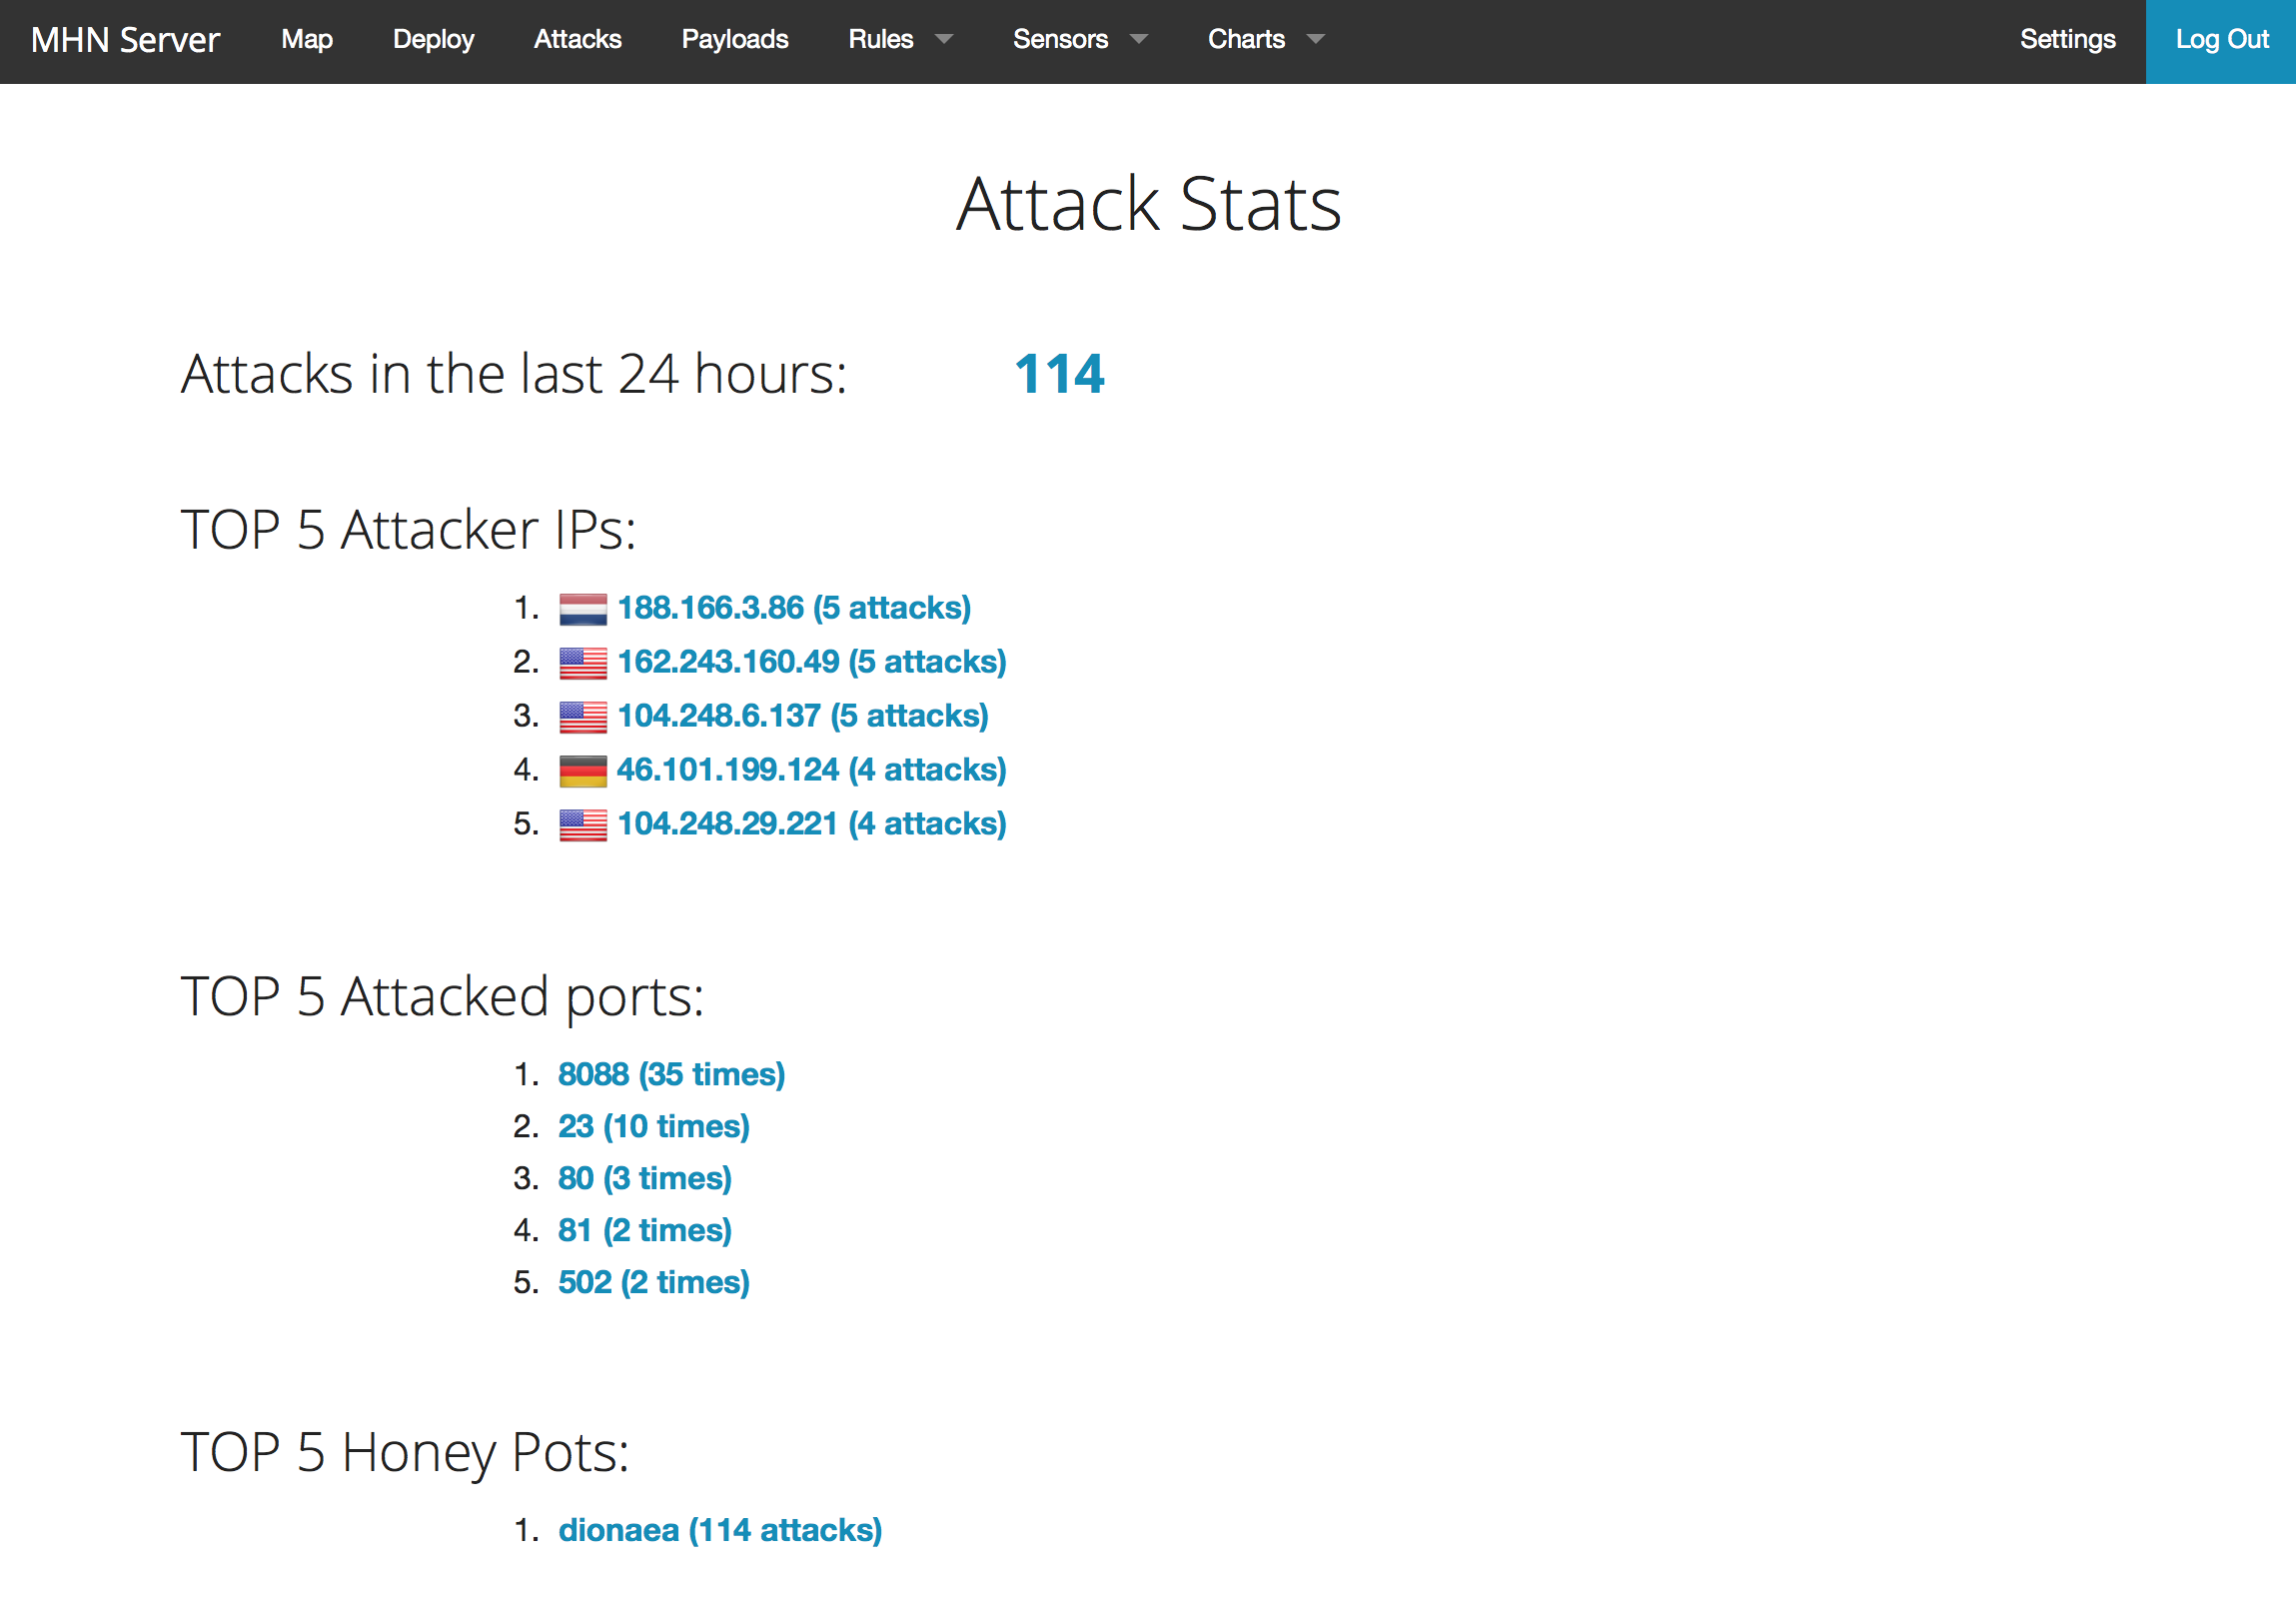 MHN Server Map Deploy Attacks Payloads Rules Sensors Charts Settings Log Out
Attack Stats
Attacks in the last 24 hours: 114
TOP 5 Attacker IPs:
1. 188.166.3.86 (5 attacks)
2. 162.243.160.49 (5 attacks)
3. 104.248.6.137 (5 attacks)
4. 46.101.199.124 (4 attacks)
5. 104.248.29.221 (4 attacks)
TOP 5 Attacked ports:
1. 8088 (35 times)
2. 23 (10 times)
3. 80 (3 times)
4. 81 (2 times)
5. 502 (2 times)
TOP 5 Honey Pots:
1. dionaea (114 attacks)